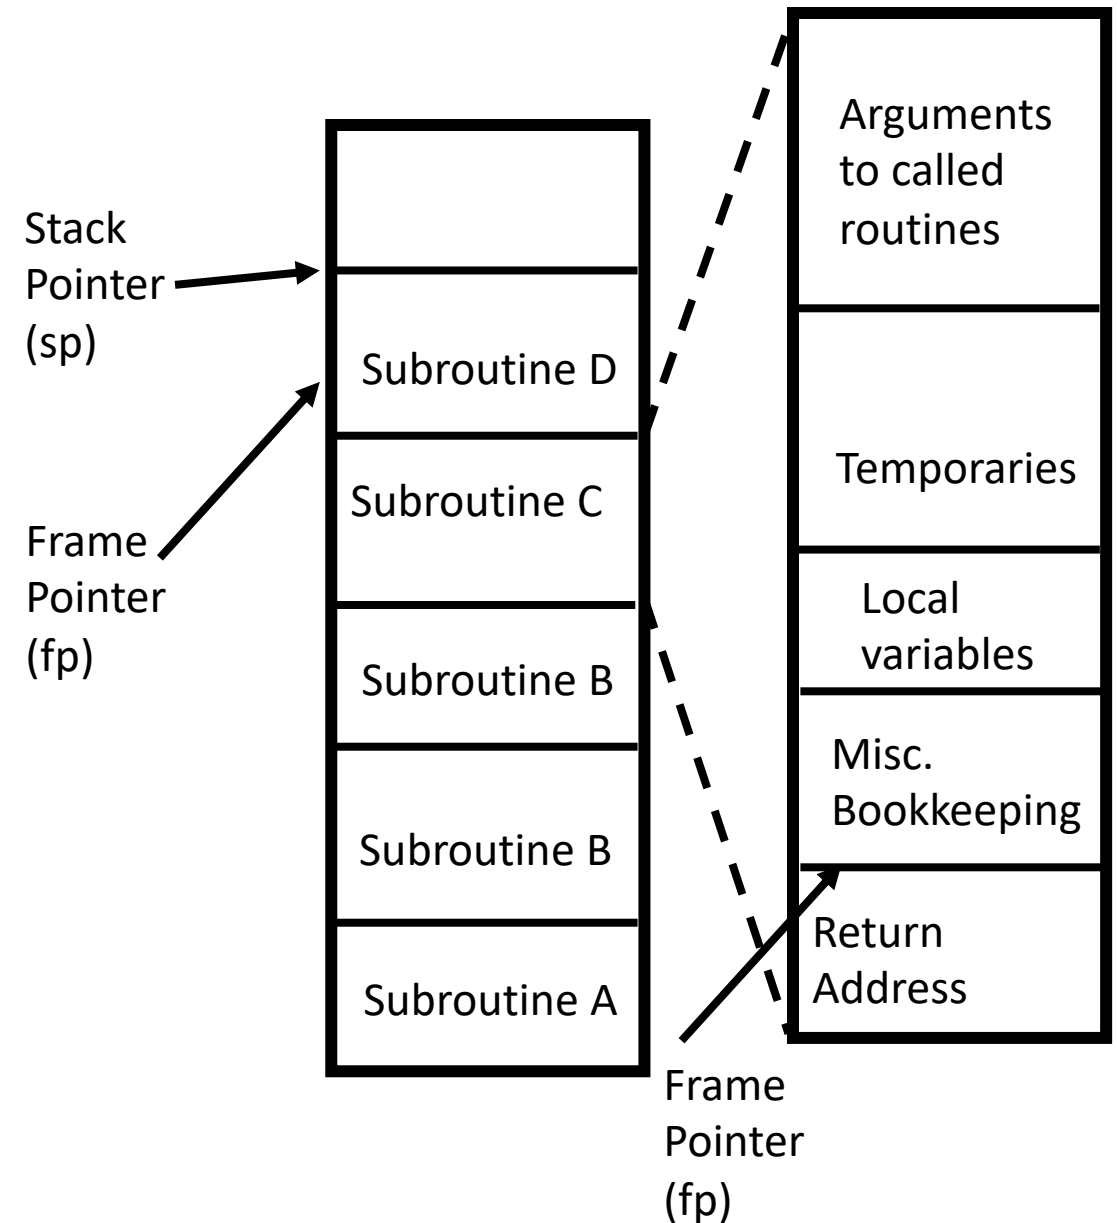 Stack
Pointer
(sp)
Frame
Pointer
(fp)
Subroutine D
Subroutine C
Subroutine B
Subroutine B
Subroutine A
Arguments
to called
routines
Temporaries
Local
variables
Misc.
Bookkeeping
Return
Address
Frame
Pointer
(fp)